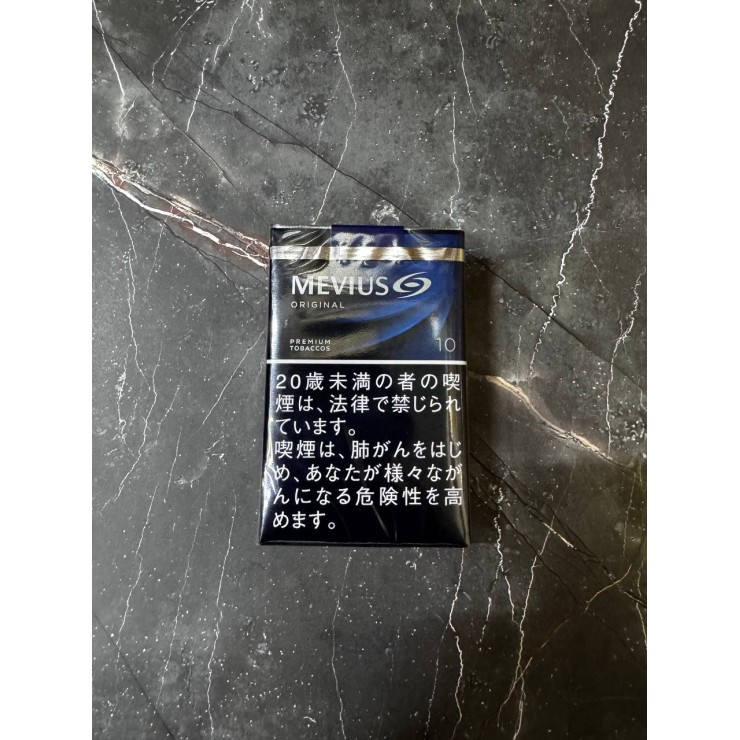 MEVIUS
ORIGINAL
PREMIUM
TOBACCOS
10
20歳未満の者の喫
煙は、法律で禁じられ
ています。
喫煙は、肺がんをはじ
め、あなたが様々なが
んになる危険性を高
めます。